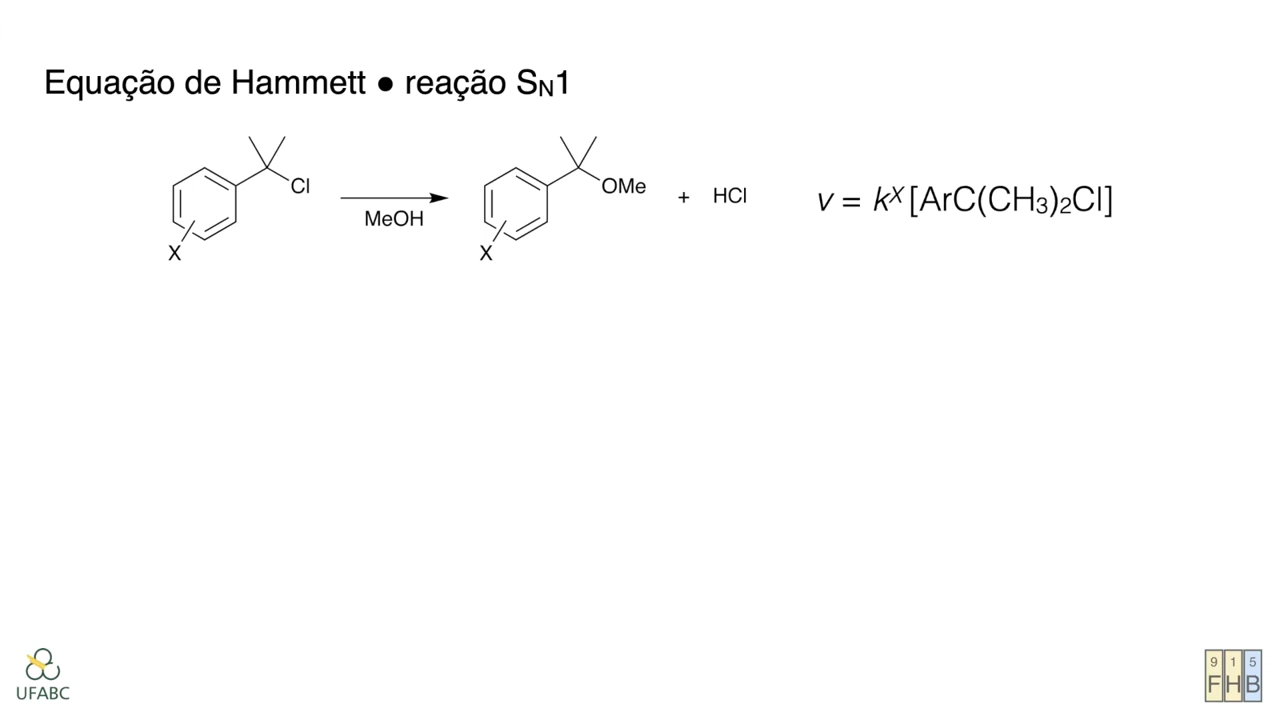 Equação de Hammett ● reação SN1
Cl
X
MeOH
OMe
X
+ HCl
v = kX [ArC(CH3)2Cl]
UFABC
9 1 5
F H B